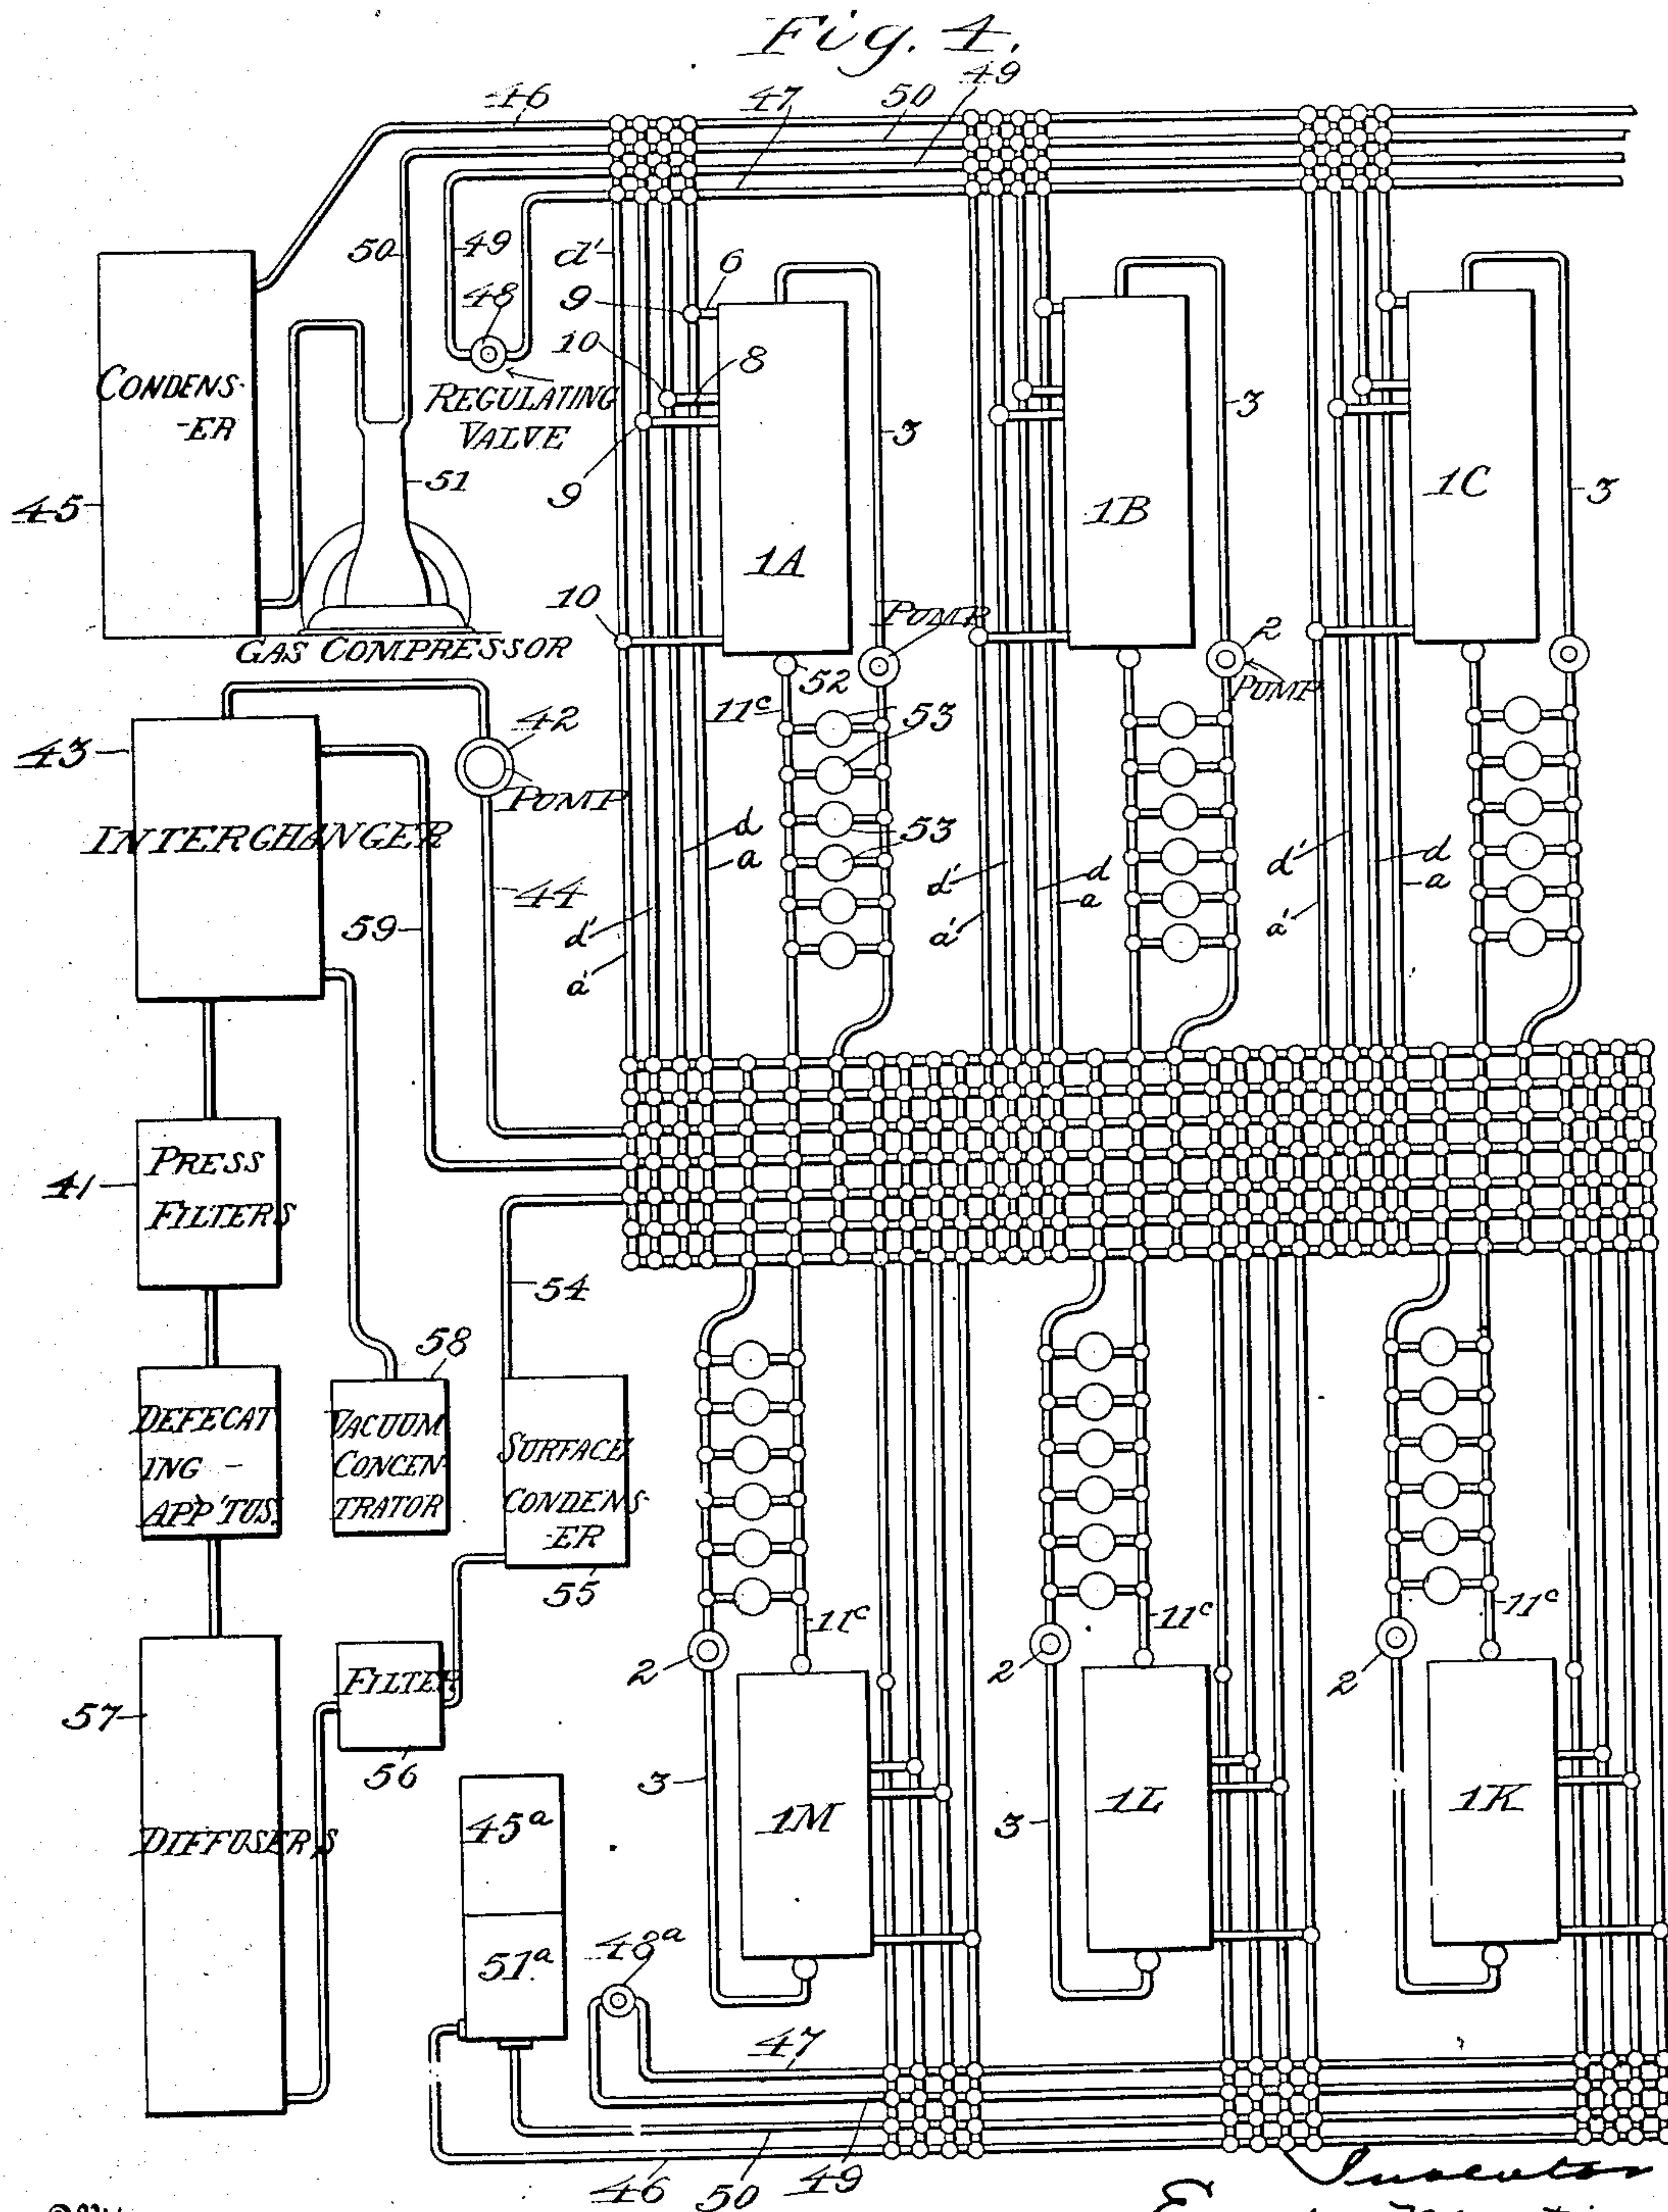 Fig. 4.
46
47
50
49
50
49
d'
6
48
9
10
8
REGULATING
VALVE
CONDENS-
-ER
3
3
3
9
51
45
1A
1B
1C
10
PUMP
2
PUMP
GAS COMPRESSOR
52
11c
53
42
43
53
PUMP
INTERCHANGER
53
d
a
44
59
d'
a'
d'
a'
d
a
d'
a'
d
a
PRESS
FILTERS
41
54
58
DEFECAT
ING -
APP'TUS.
VACUUM
CONCEN-
TRATOR
SURFACE
CONDENS-
-ER
55
11c
11c
11c
2
2
2
FILTER
57
56
3
3
45a
1M
1L
1K
DIFFUSERS
51a
48a
47
46
50
49
Inventor